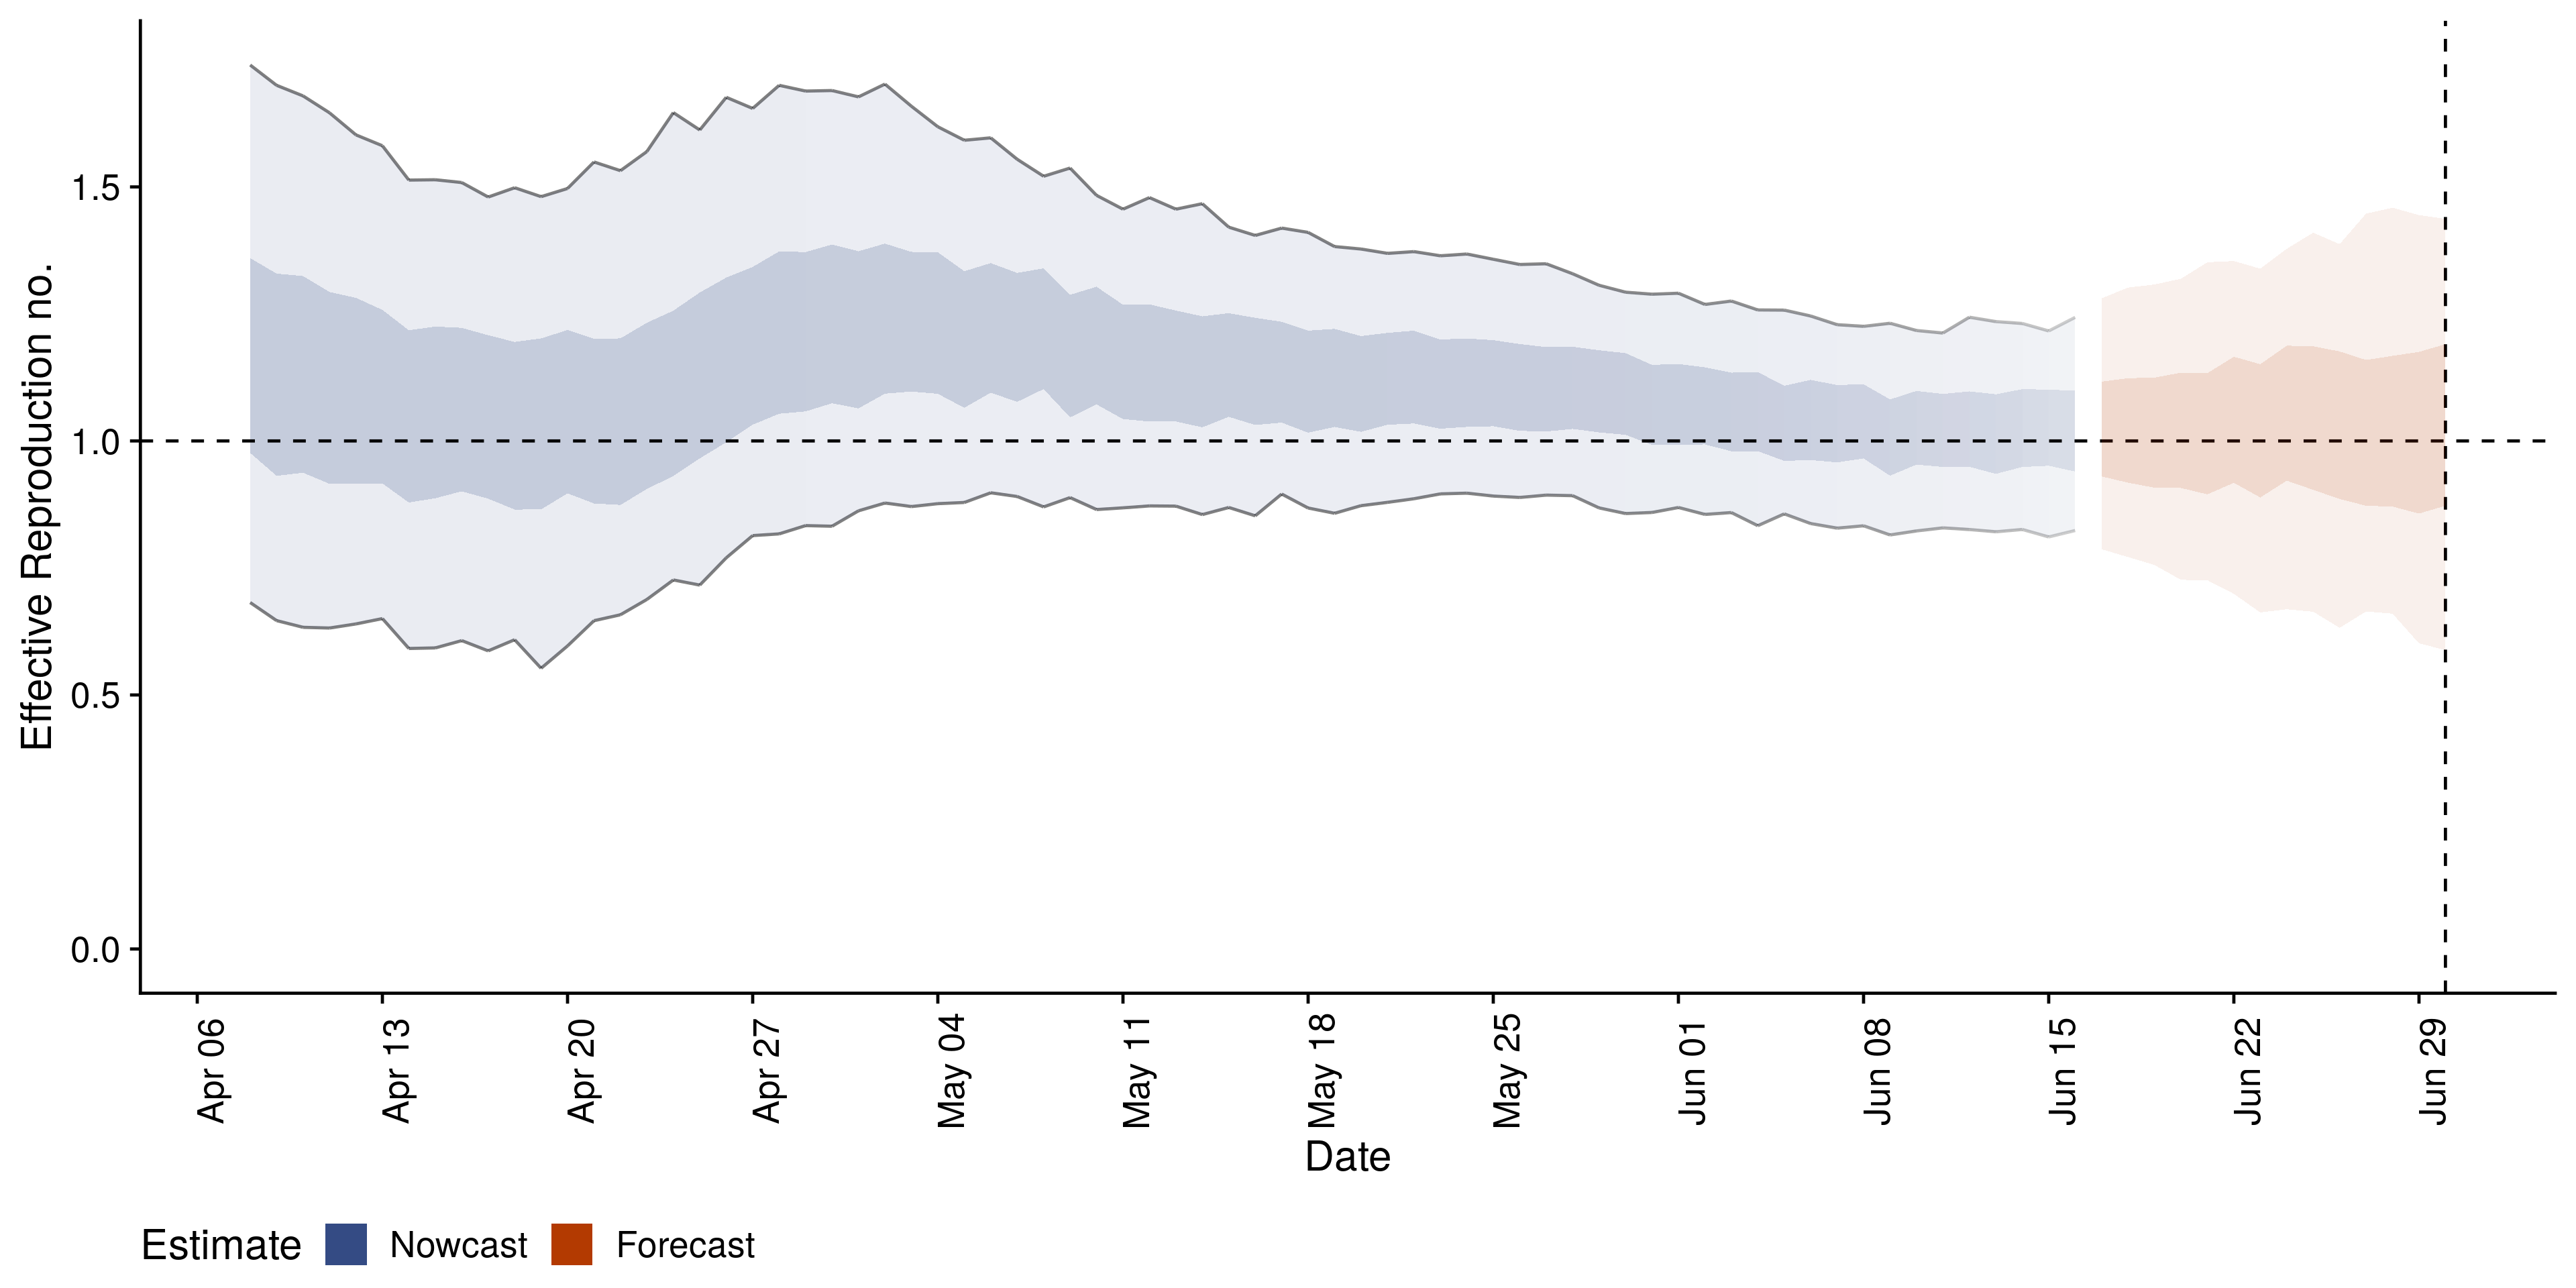 Effective Reproduction no.
1.5
1.0
0.5
0.0
Apr 06
Apr 13
Apr 20
Apr 27
May 04
May 11
May 18
May 25
Jun 01
Jun 08
Jun 15
Jun 22
Jun 29
Date
Estimate Nowcast Forecast